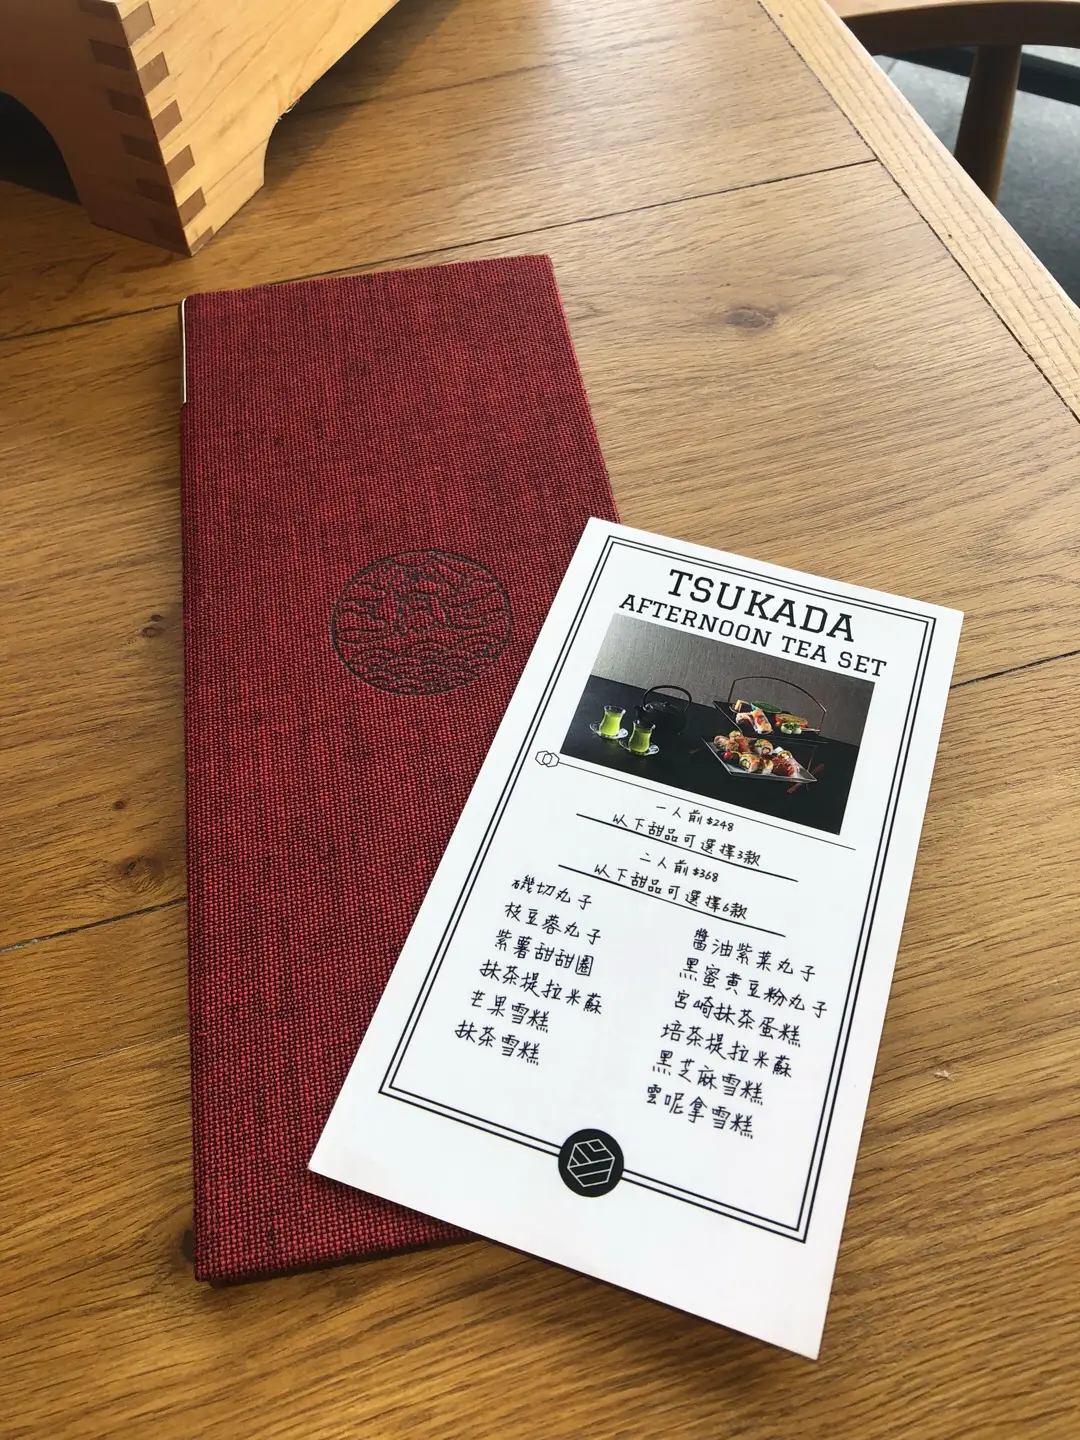 TSUKADA
AFTERNOON TEA SET
一人前 $248
以下甜品可選擇3款
二人前 $368
以下甜品可選擇6款
磯切丸子
枝豆蓉丸子
紫薯甜甜圈
抹茶提拉米蘇
芒果雪糕
抹茶雪糕
醬油紫菜丸子
黑蜜黄豆粉丸子
宮崎抹茶蛋糕
培茶提拉米蘇
黑芝麻雪糕
雲呢拿雪糕